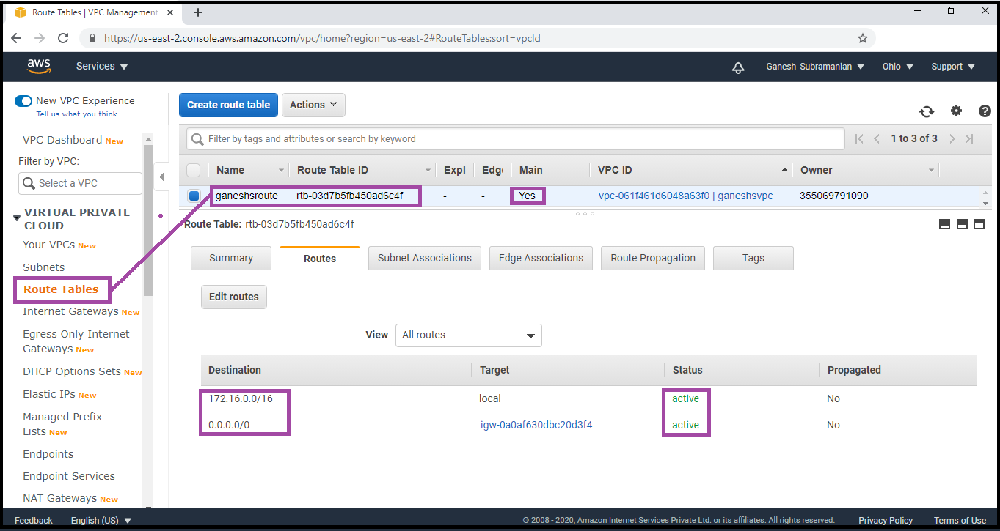 Route Tables | VPC Management
https://us-east-2.console.aws.amazon.com/vpc/home?region=us-east-2#RouteTables:sort=vpcId
aws Services Ganesh_Subramanian Ohio Support
New VPC Experience
Tell us what you think
VPC Dashboard New
Filter by VPC:
Select a VPC
VIRTUAL PRIVATE
CLOUD
Your VPCs New
Subnets
Route Tables
Internet Gateways New
Egress Only Internet
Gateways New
DHCP Options Sets New
Elastic IPs New
Managed Prefix
Lists New
Endpoints
Endpoint Services
NAT Gateways New
Create route table Actions
Filter by tags and attributes or search by keyword 1 to 3 of 3
Name Route Table ID Expl Edge Main VPC ID Owner
ganeshsroute rtb-03d7b5fb450ad6c4f - - Yes vpc-061f461d6048a63f0 | ganeshsvpc 355069791090
Route Table: rtb-03d7b5fb450ad6c4f
Summary Routes Subnet Associations Edge Associations Route Propagation Tags
Edit routes
View All routes
Destination Target Status Propagated
172.16.0.0/16 local active No
0.0.0.0/0 igw-0a0af630dbc20d3f4 active No
Feedback English (US) © 2008 - 2020, Amazon Internet Services Private Ltd. or its affiliates. All rights reserved. Privacy Policy Terms of Use